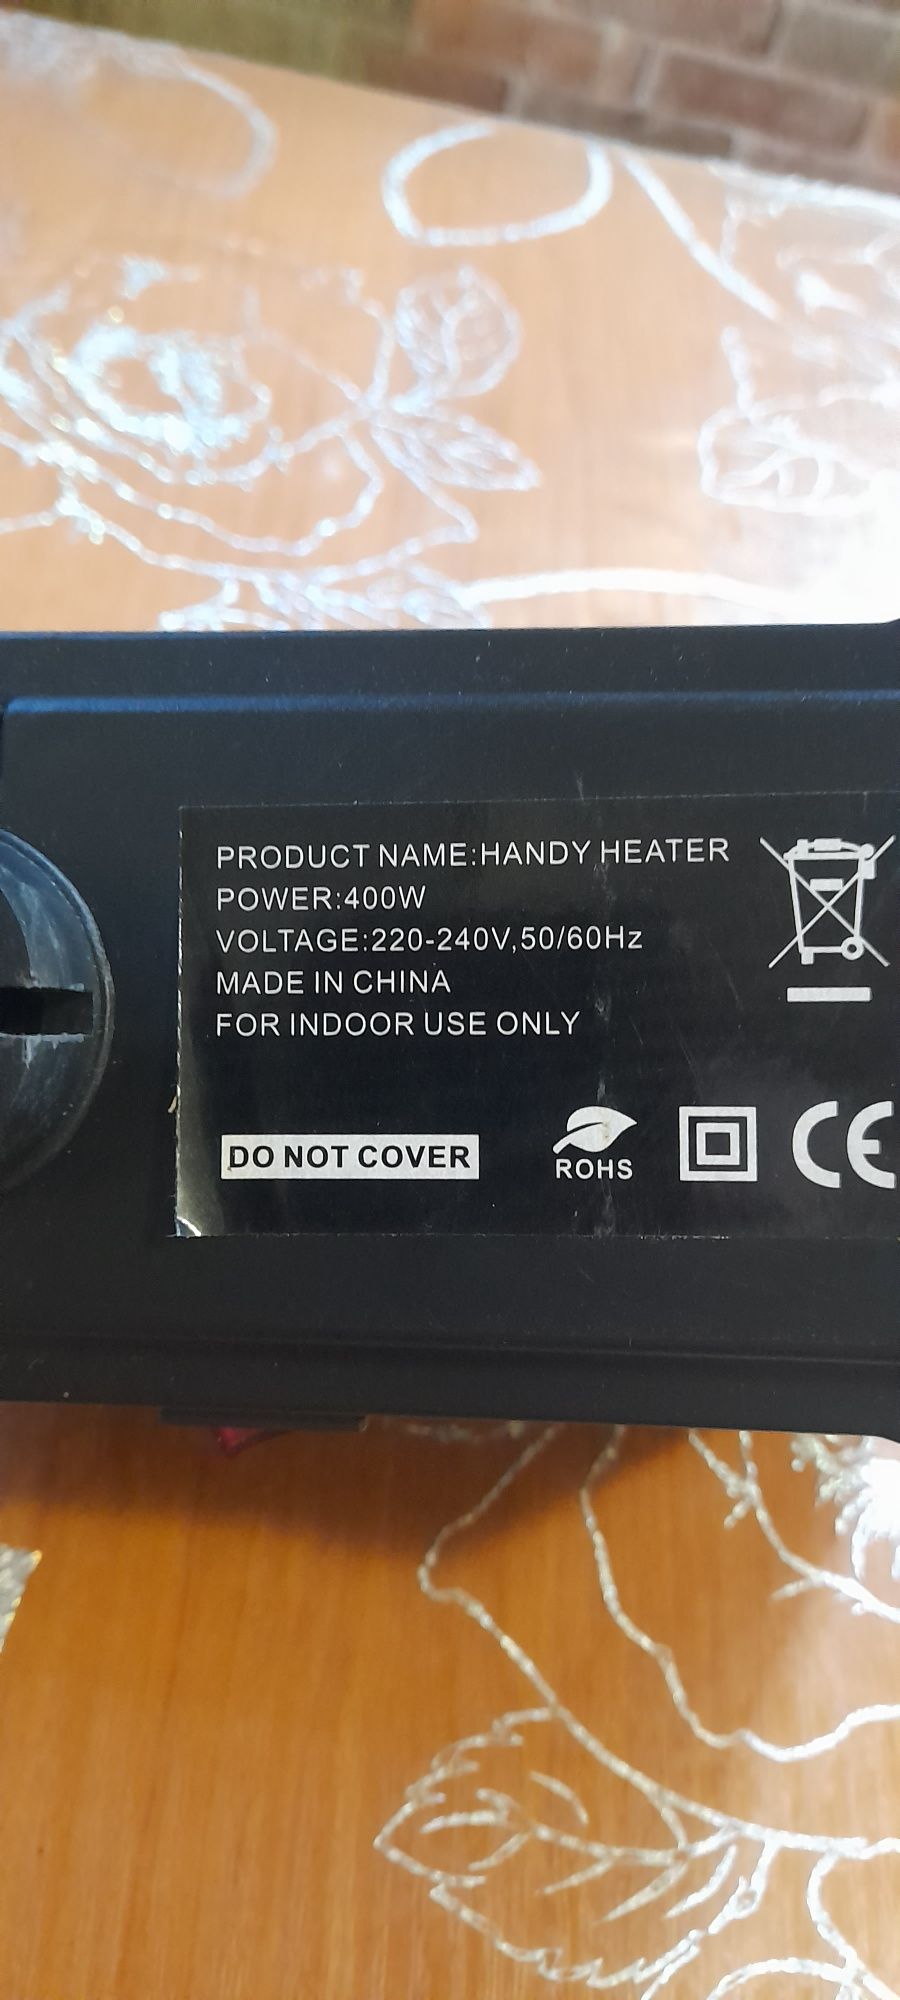 PRODUCT NAME:HANDY HEATER
POWER:400W
VOLTAGE:220-240V,50/60Hz
MADE IN CHINA
FOR INDOOR USE ONLY
DO NOT COVER
ROHS
CE